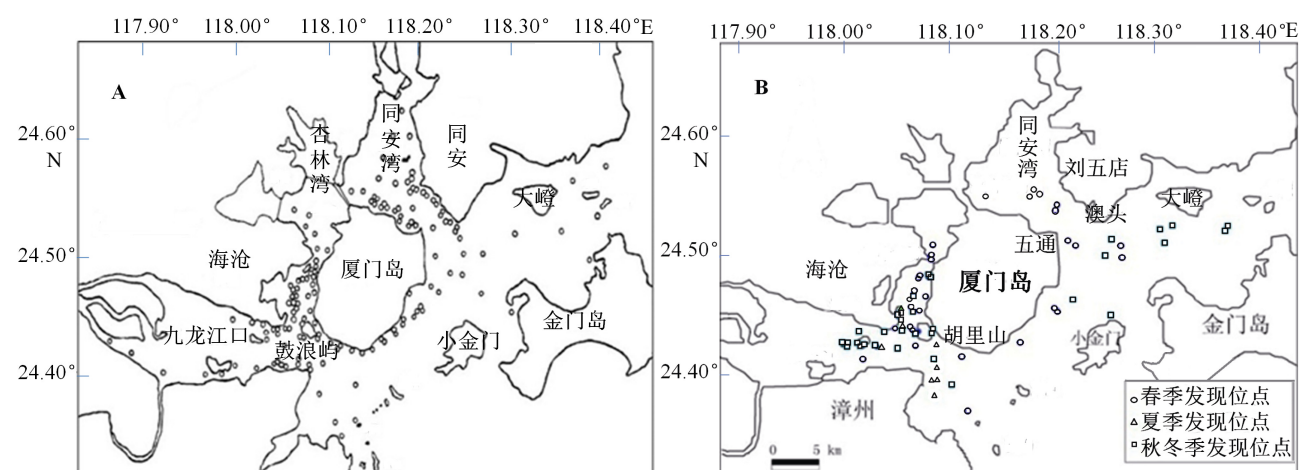 117.90° 118.00° 118.10° 118.20° 118.30° 118.40°E
A
24.60°
N
24.50°
24.40°
杏林湾
同安湾
同安
大嶝
海沧
厦门岛
九龙江口
鼓浪屿
小金门
金门岛
117.90° 118.00° 118.10° 118.20° 118.30° 118.40°E
B
24.60°
N
24.50°
24.40°
同安湾
刘五店
大嶝
澳头
五通
海沧
厦门岛
胡里山
小金门
金门岛
漳州
春季发现位点
夏季发现位点
秋冬季发现位点
0 5 km